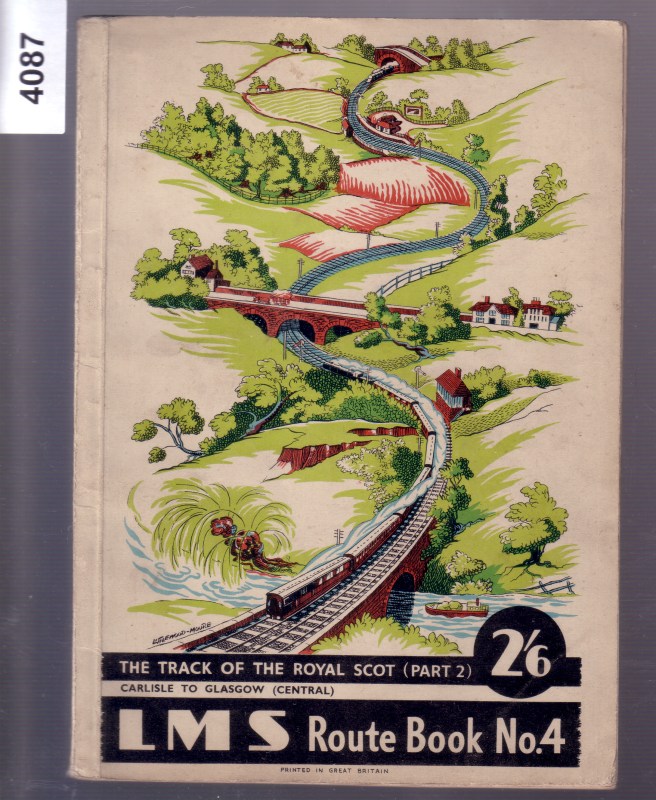 4087
THE TRACK OF THE ROYAL SCOT (PART 2)
2'/6
CARLISLE TO GLASGOW (CENTRAL)
LMS Route Book No.4
PRINTED IN GREAT BRITAIN